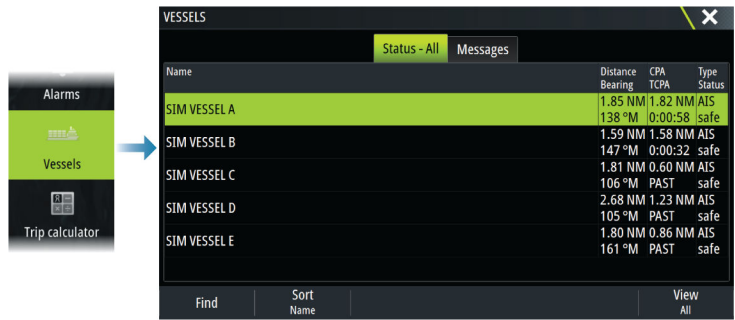 Alarms
Vessels
Trip calculator
VESSELS
Status - All Messages
Name Distance CPA Type
Bearing TCPA Status
SIM VESSEL A 1.85 NM 1.82 NM AIS
138 °M 0:00:58 safe
SIM VESSEL B 1.59 NM 1.58 NM AIS
147 °M 0:00:32 safe
SIM VESSEL C 1.81 NM 0.60 NM AIS
106 °M PAST safe
SIM VESSEL D 2.68 NM 1.23 NM AIS
105 °M PAST safe
SIM VESSEL E 1.80 NM 0.86 NM AIS
161 °M PAST safe
Find Sort View
Name All